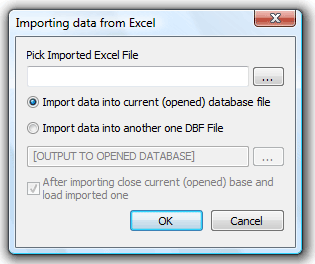 Importing data from Excel
Pick Imported Excel File
...
Import data into current (opened) database file
Import data into another one DBF File
[OUTPUT TO OPENED DATABASE]
...
After importing close current (opened) base and
load imported one
OK
Cancel